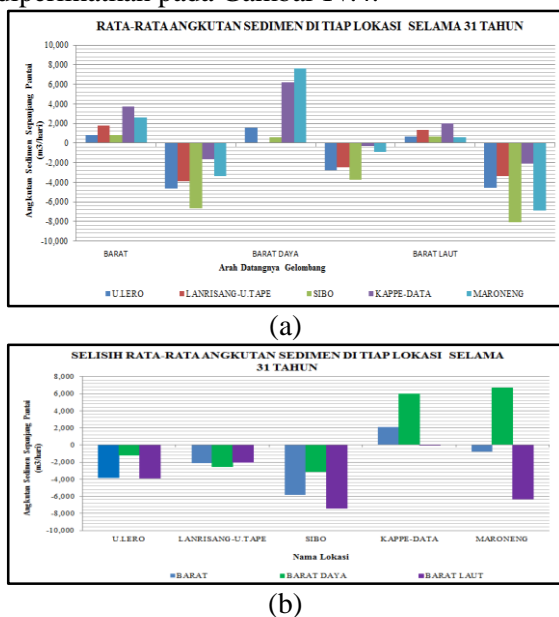 RATA-RATA ANGKUTAN SEDIMEN DI TIAP LOKASI SELAMA 31 TAHUN
Angkutan Sedimen Sepanjang Pantai
(m3/hari)
10,000
8,000
6,000
4,000
2,000
0
-2,000
-4,000
-6,000
-8,000
-10,000
BARAT
BARAT DAYA
BARAT LAUT
Arah Datangnya Gelombang
U.LERO
LANRISANG-U.TAPE
SIBO
KAPPE-DATA
MARONENG
(a)
SELISIH RATA-RATA ANGKUTAN SEDIMEN DI TIAP LOKASI SELAMA
31 TAHUN
Angkutan Sedimen Sepanjang Pantai
(m3/hari)
8,000
6,000
4,000
2,000
0
-2,000
-4,000
-6,000
-8,000
-10,000
U.LERO
LANRISANG-U.TAPE
SIBO
KAPPE-DATA
MARONENG
Nama Lokasi
BARAT
BARAT DAYA
BARAT LAUT
(b)